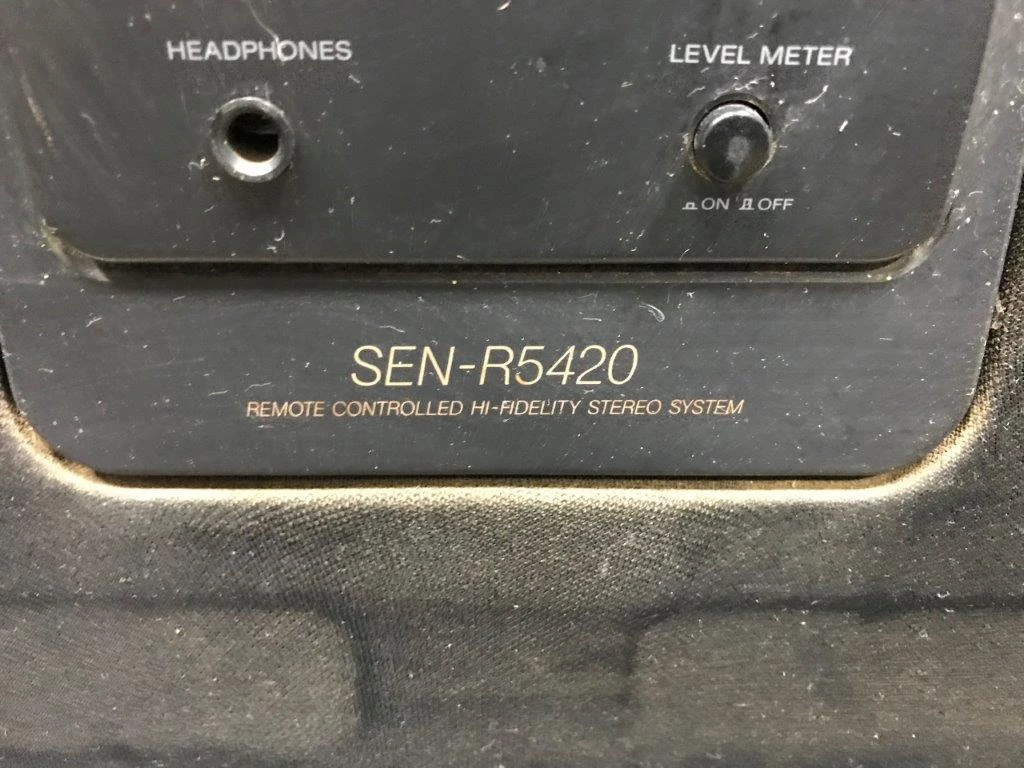 HEADPHONES
LEVEL METER
ON OFF
SEN-R5420
REMOTE CONTROLLED HI-FIDELITY STEREO SYSTEM